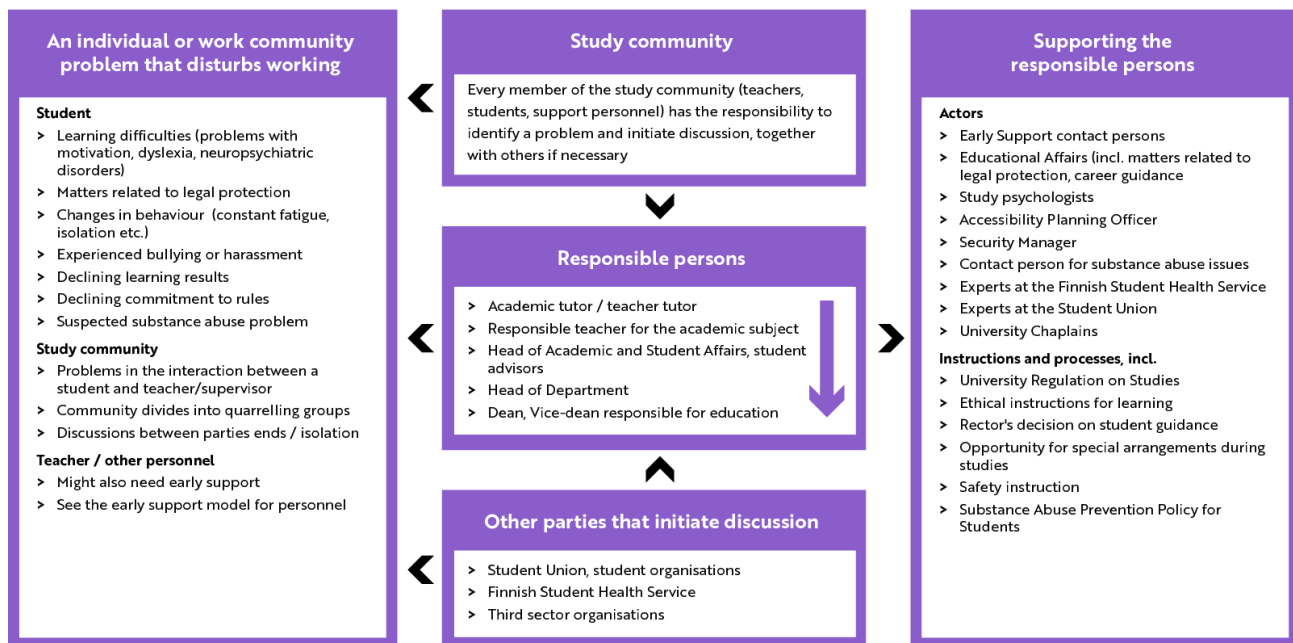 An individual or work community
problem that disturbs working
Student
> Learning difficulties (problems with
motivation, dyslexia, neuropsychiatric
disorders)
> Matters related to legal protection
> Changes in behaviour (constant fatigue,
isolation etc.)
> Experienced bullying or harassment
> Declining learning results
> Declining commitment to rules
> Suspected substance abuse problem
Study community
> Problems in the interaction between a
student and teacher/supervisor
> Community divides into quarrelling groups
> Discussions between parties ends / isolation
Teacher / other personnel
> Might also need early support
> See the early support model for personnel
Study community
Every member of the study community (teachers,
students, support personnel) has the responsibility to
identify a problem and initiate discussion, together
with others if necessary
Responsible persons
> Academic tutor / teacher tutor
> Responsible teacher for the academic subject
> Head of Academic and Student Affairs, student
advisors
> Head of Department
> Dean, Vice-dean responsible for education
Other parties that initiate discussion
> Student Union, student organisations
> Finnish Student Health Service
> Third sector organisations
Supporting the
responsible persons
Actors
> Early Support contact persons
> Educational Affairs (incl. matters related to
legal protection, career guidance
> Study psychologists
> Accessibility Planning Officer
> Security Manager
> Contact person for substance abuse issues
> Experts at the Finnish Student Health Service
> Experts at the Student Union
> University Chaplains
Instructions and processes, incl.
> University Regulation on Studies
> Ethical instructions for learning
> Rector's decision on student guidance
> Opportunity for special arrangements during
studies
> Safety instruction
> Substance Abuse Prevention Policy for
Students